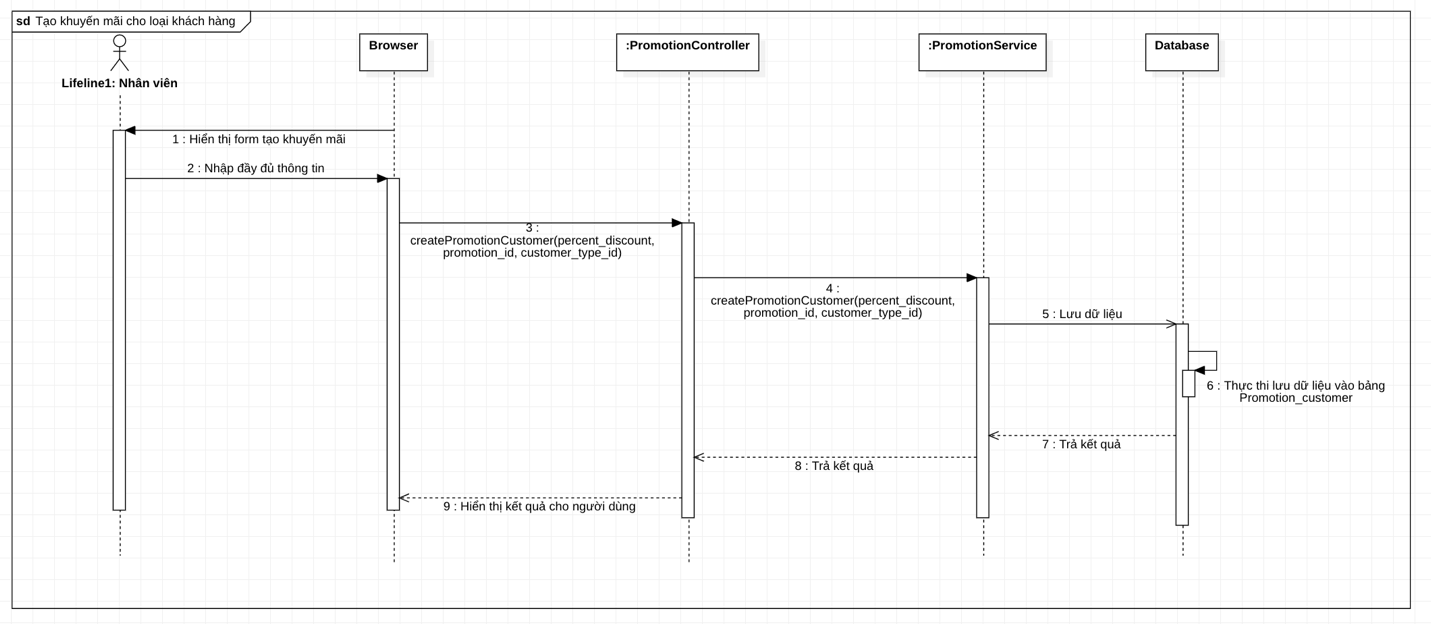 sd Tạo khuyến mãi cho loại khách hàng
Browser
:PromotionController
:PromotionService
Database
Lifeline1: Nhân viên
1 : Hiển thị form tạo khuyến mãi
2 : Nhập đầy đủ thông tin
3 :
createPromotionCustomer(percent_discount,
promotion_id, customer_type_id)
4 :
createPromotionCustomer(percent_discount,
promotion_id, customer_type_id)
5 : Lưu dữ liệu
6 : Thực thi lưu dữ liệu vào bảng
Promotion_customer
7 : Trả kết quả
8 : Trả kết quả
9 : Hiển thị kết quả cho người dùng